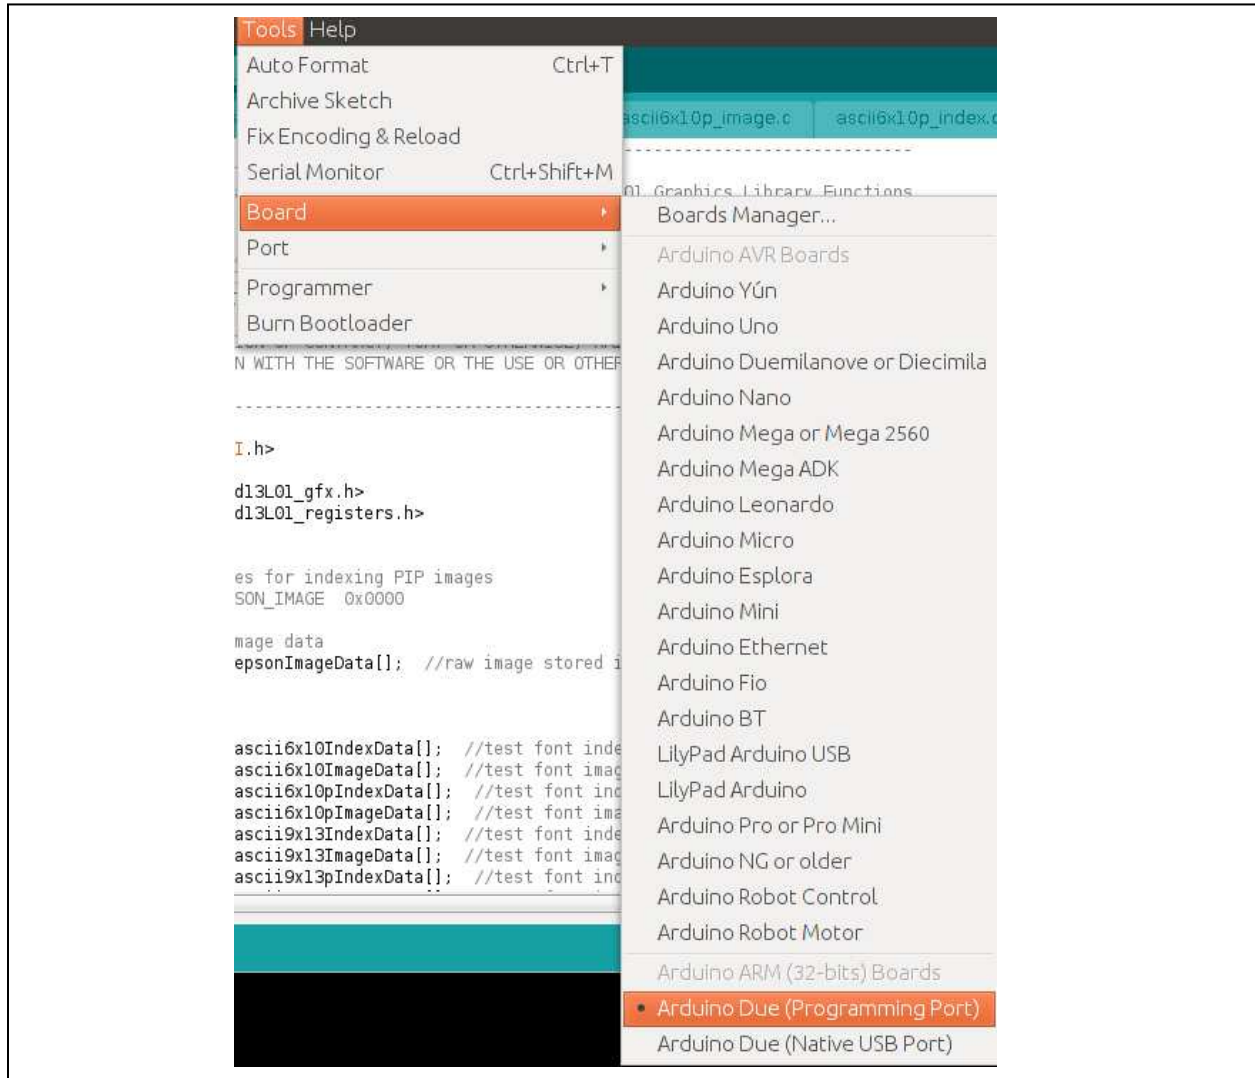 Tools Help
Auto Format Ctrl+T
Archive Sketch
Fix Encoding & Reload
Serial Monitor Ctrl+Shift+M
Board
Port
Programmer
Burn Bootloader
ascii6x10p_image.c ascii6x10p_index.c
01 Graphics Library Functions
Boards Manager...
Arduino AVR Boards
Arduino Yún
Arduino Uno
Arduino Duemilanove or Diecimila
Arduino Nano
Arduino Mega or Mega 2560
Arduino Mega ADK
Arduino Leonardo
Arduino Micro
Arduino Esplora
Arduino Mini
Arduino Ethernet
Arduino Fio
Arduino BT
LilyPad Arduino USB
LilyPad Arduino
Arduino Pro or Pro Mini
Arduino NG or older
Arduino Robot Control
Arduino Robot Motor
Arduino ARM (32-bits) Boards
Arduino Due (Programming Port)
Arduino Due (Native USB Port)
N WITH THE SOFTWARE OR THE USE OR OTHER
I.h>
d13L01_gfx.h>
d13L01_registers.h>
es for indexing PIP images
SON_IMAGE 0x0000
mage data
epsonImageData[]; //raw image stored i
ascii6x10IndexData[]; //test font inde
ascii6x10ImageData[]; //test font imag
ascii6x10pIndexData[]; //test font ind
ascii6x10pImageData[]; //test font ima
ascii9x13IndexData[]; //test font inde
ascii9x13ImageData[]; //test font imag
ascii9x13pIndexData[]; //test font ind